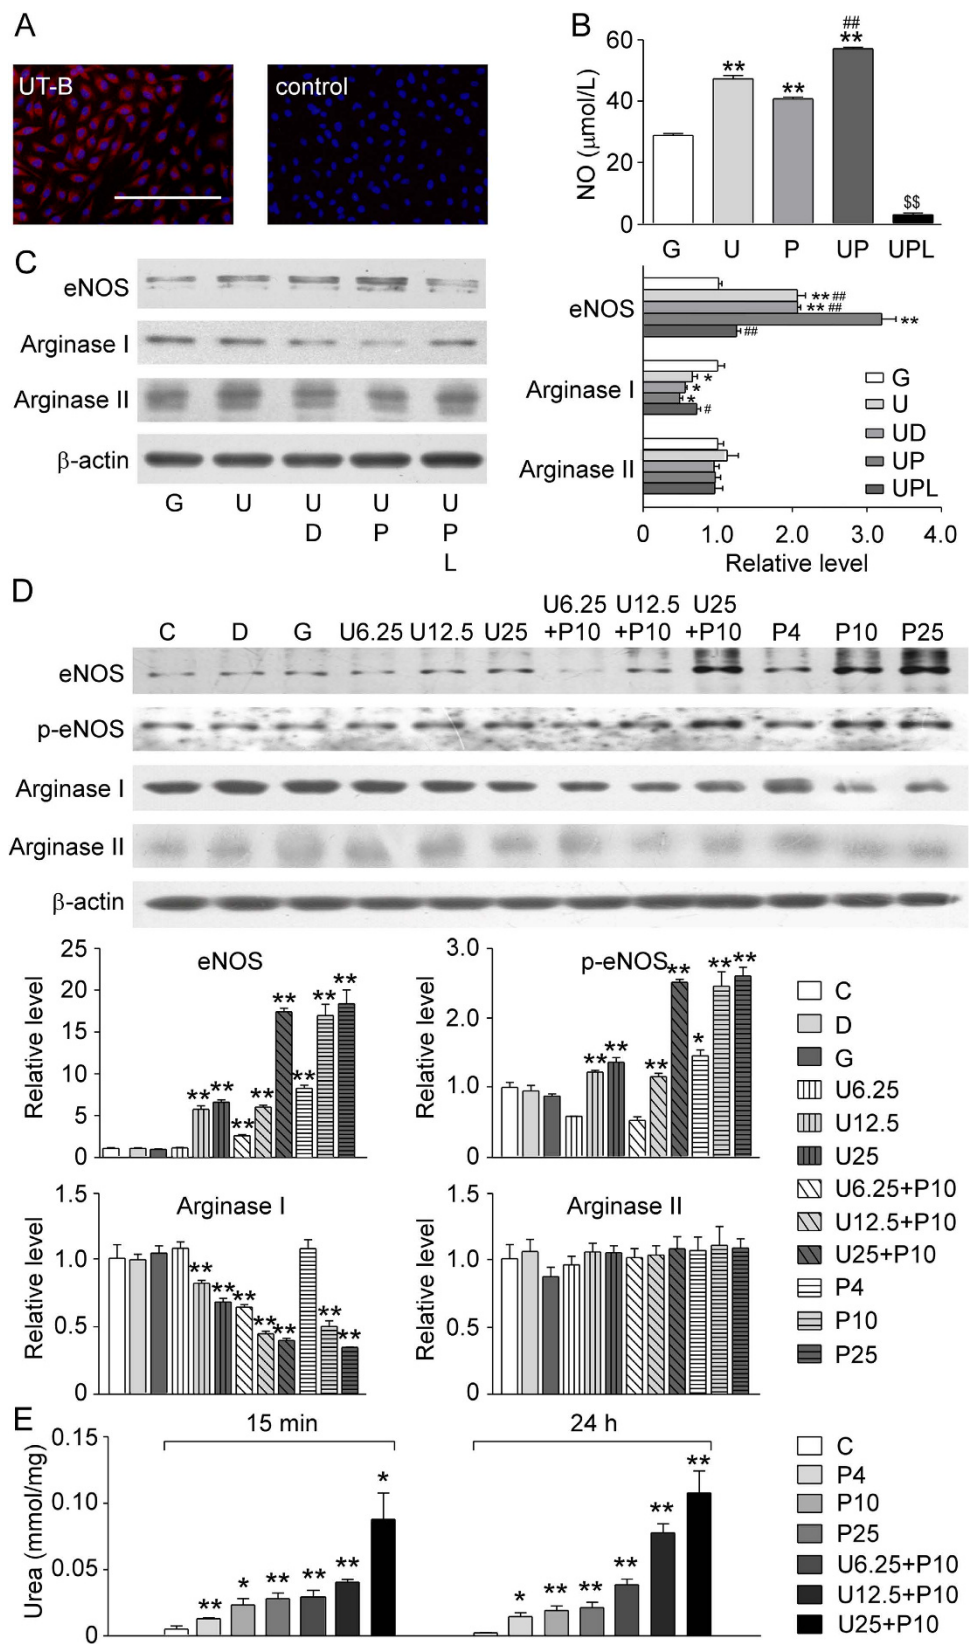 A
UT-B
control
B
NO (μmol/L)
60
40
20
0
**
**
##
**
$$
G U P UP UPL
C
eNOS
Arginase I
Arginase II
β-actin
G U U U U
D P P
L
eNOS
Arginase I
Arginase II
** ##
** ##
**
##
*
*
*
#
G
U
UD
UP
UPL
0 1.0 2.0 3.0 4.0
Relative level
D
U6.25 U12.5 U25
C D G U6.25 U12.5 U25 +P10 +P10 +P10 P4 P10 P25
eNOS
p-eNOS
Arginase I
Arginase II
β-actin
eNOS
Relative level
25
20
15
10
5
0
** ** ** ** ** ** ** **
p-eNOS
Relative level
3.0
2.0
1.0
0
** ** ** ** * ** **
C
D
G
U6.25
U12.5
U25
U6.25+P10
U12.5+P10
U25+P10
P4
P10
P25
Arginase I
Relative level
1.5
1.0
0.5
0
** ** ** ** ** ** **
Arginase II
Relative level
1.5
1.0
0.5
0
E
Urea (mmol/mg)
0.15
0.10
0.05
0
15 min
** * ** ** ** *
24 h
* ** ** ** ** **
C
P4
P10
P25
U6.25+P10
U12.5+P10
U25+P10